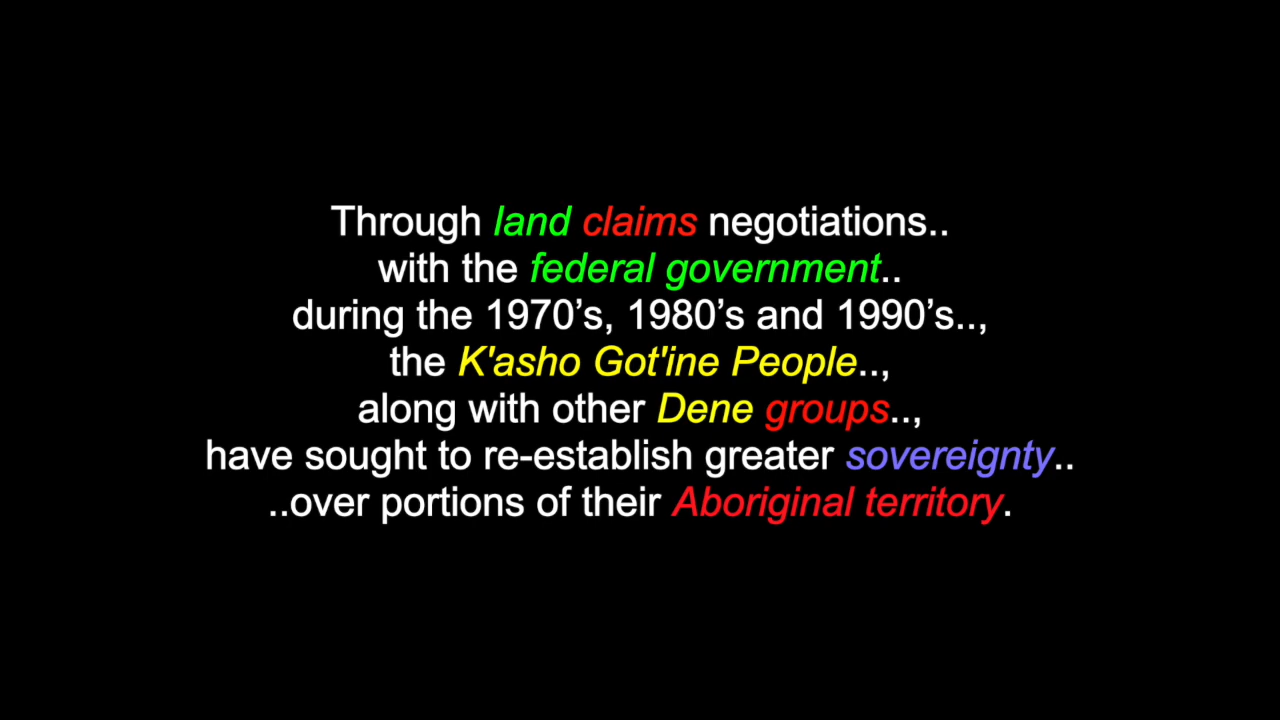 Through land claims negotiations..
with the federal government..
during the 1970’s, 1980’s and 1990’s..,
the K'asho Got'ine People..,
along with other Dene groups..,
have sought to re-establish greater sovereignty..
..over portions of their Aboriginal territory.